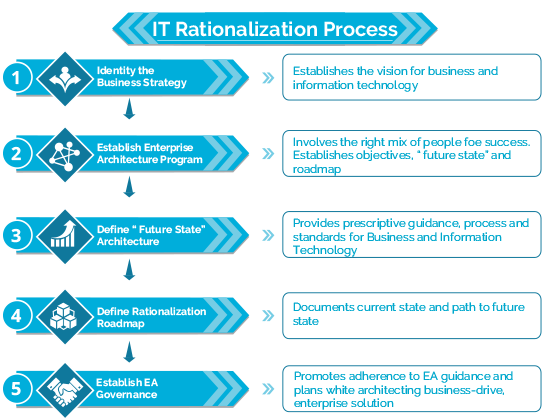 IT Rationalization Process
1
Identity the
Business Strategy
Establishes the vision for business and
information technology
2
Establish Enterprise
Architecture Program
Involves the right mix of people foe success.
Establishes objectives, “ future state” and
roadmap
3
Define “ Future State”
Architecture
Provides prescriptive guidance, process and
standards for Business and Information
Technology
4
Define Rationalization
Roadmap
Documents current state and path to future
state
5
Establish EA
Governance
Promotes adherence to EA guidance and
plans white architecting business-drive,
enterprise solution